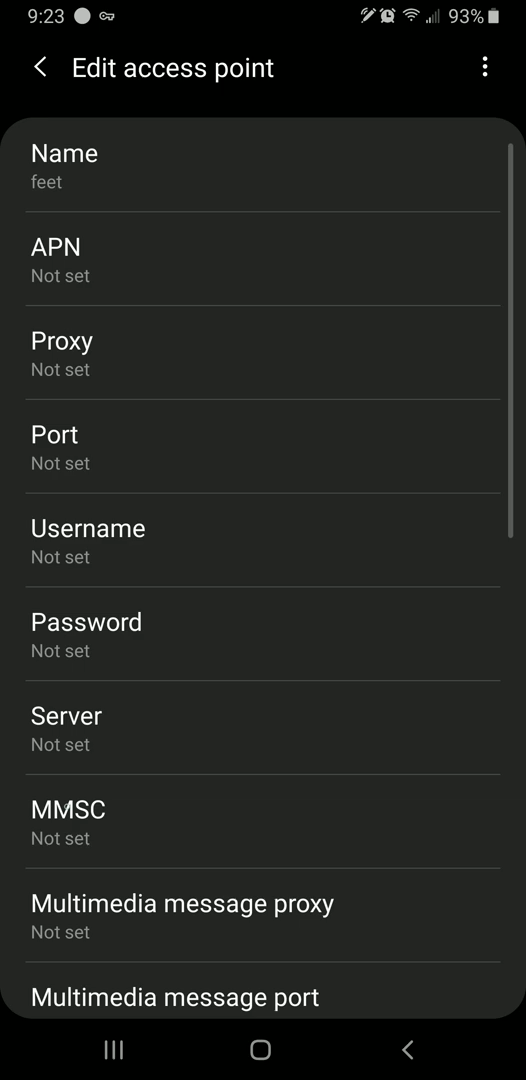 9:23
93%
Edit access point
Name
feet
APN
Not set
Proxy
Not set
Port
Not set
Username
Not set
Password
Not set
Server
Not set
MMSC
Not set
Multimedia message proxy
Not set
Multimedia message port